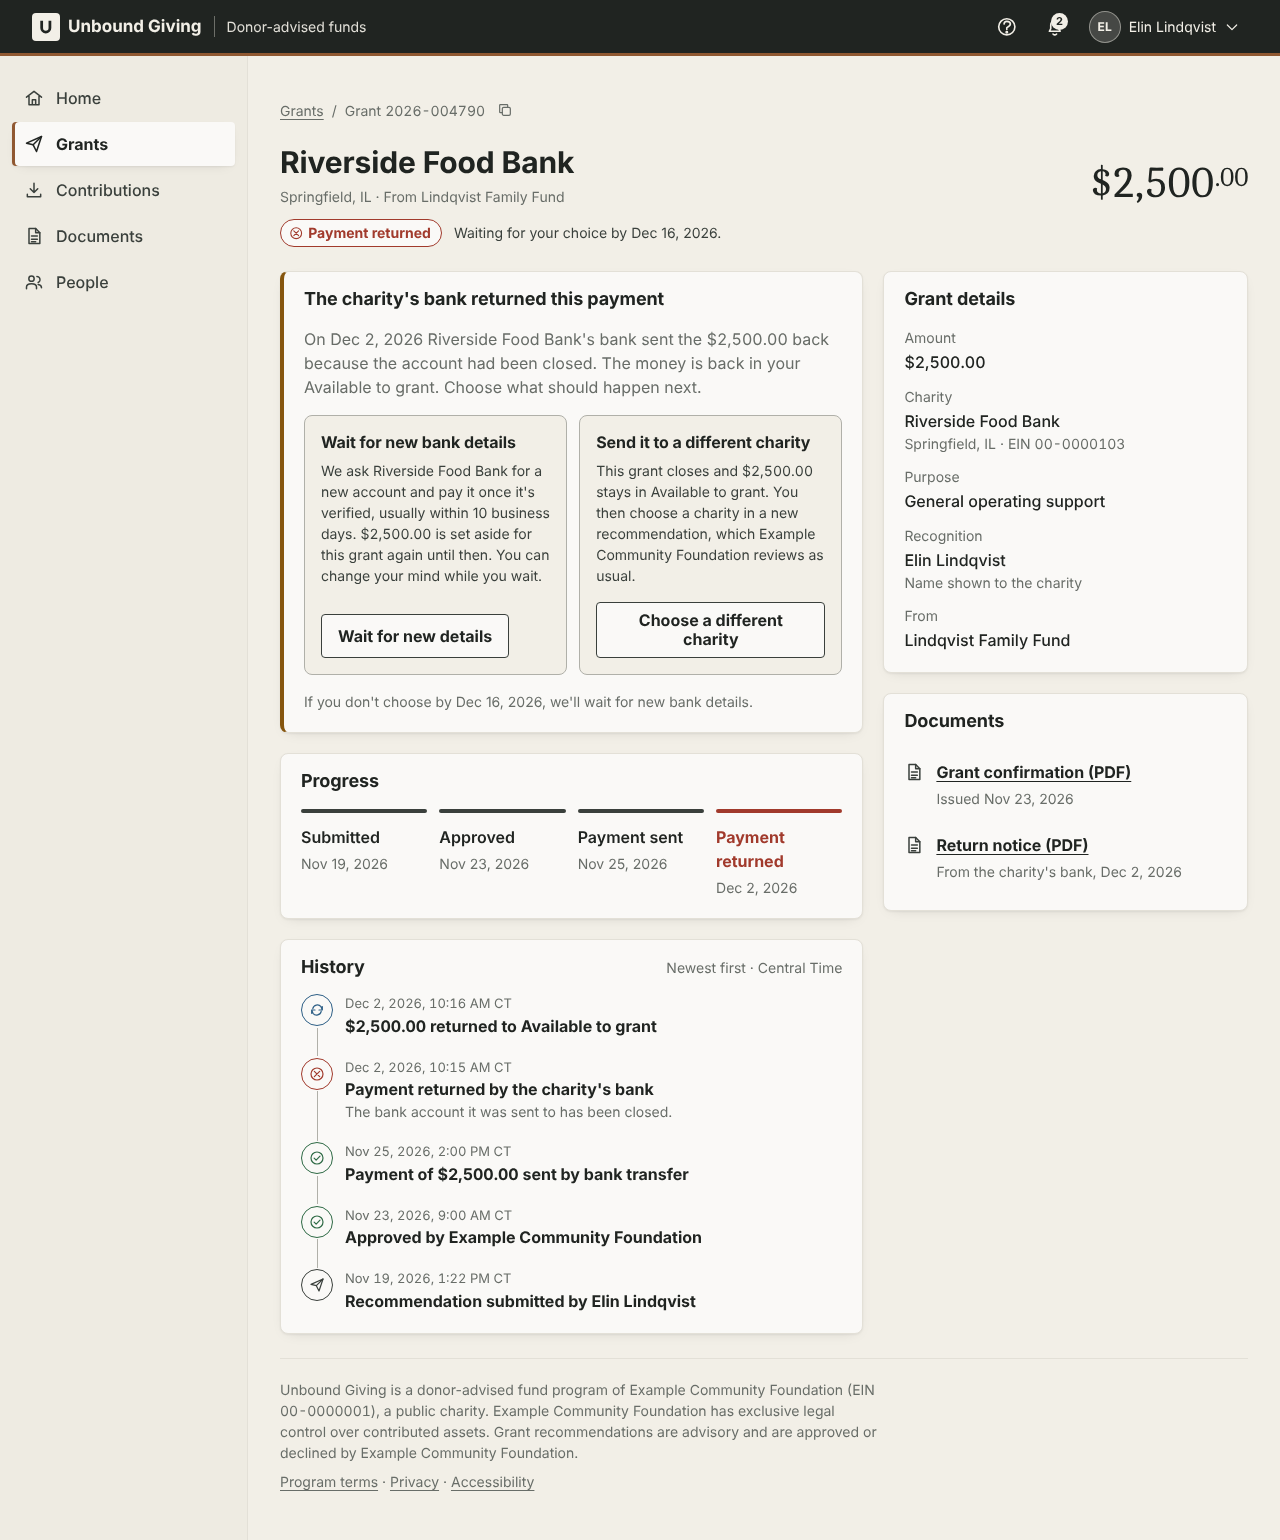 U Unbound Giving Donor-advised funds
2 EL Elin Lindqvist
Home
Grants
Contributions
Documents
People
Grants / Grant 2026-004790
Riverside Food Bank
Springfield, IL · From Lindqvist Family Fund
$2,500.00
Payment returned Waiting for your choice by Dec 16, 2026.
The charity's bank returned this payment
On Dec 2, 2026 Riverside Food Bank's bank sent the $2,500.00 back
because the account had been closed. The money is back in your
Available to grant. Choose what should happen next.
Wait for new bank details
We ask Riverside Food Bank for a
new account and pay it once it's
verified, usually within 10 business
days. $2,500.00 is set aside for
this grant again until then. You can
change your mind while you wait.
Wait for new details
Send it to a different charity
This grant closes and $2,500.00
stays in Available to grant. You
then choose a charity in a new
recommendation, which Example
Community Foundation reviews as
usual.
Choose a different
charity
If you don't choose by Dec 16, 2026, we'll wait for new bank details.
Progress
Submitted
Nov 19, 2026
Approved
Nov 23, 2026
Payment sent
Nov 25, 2026
Payment
returned
Dec 2, 2026
History
Newest first · Central Time
Dec 2, 2026, 10:16 AM CT
$2,500.00 returned to Available to grant
Dec 2, 2026, 10:15 AM CT
Payment returned by the charity's bank
The bank account it was sent to has been closed.
Nov 25, 2026, 2:00 PM CT
Payment of $2,500.00 sent by bank transfer
Nov 23, 2026, 9:00 AM CT
Approved by Example Community Foundation
Nov 19, 2026, 1:22 PM CT
Recommendation submitted by Elin Lindqvist
Grant details
Amount
$2,500.00
Charity
Riverside Food Bank
Springfield, IL · EIN 00-0000103
Purpose
General operating support
Recognition
Elin Lindqvist
Name shown to the charity
From
Lindqvist Family Fund
Documents
Grant confirmation (PDF)
Issued Nov 23, 2026
Return notice (PDF)
From the charity's bank, Dec 2, 2026
Unbound Giving is a donor-advised fund program of Example Community Foundation (EIN
00-0000001), a public charity. Example Community Foundation has exclusive legal
control over contributed assets. Grant recommendations are advisory and are approved or
declined by Example Community Foundation.
Program terms · Privacy · Accessibility